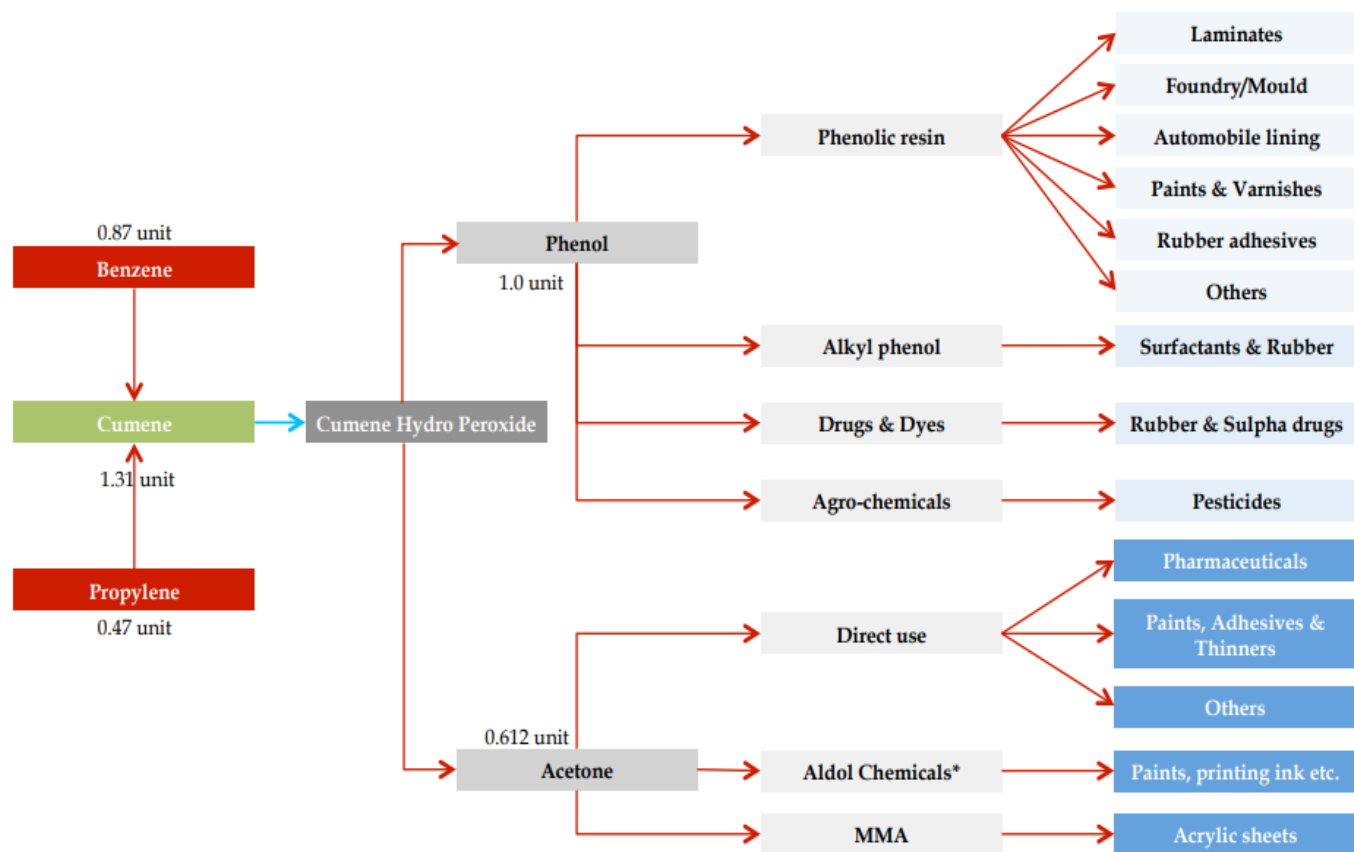 Laminates
Foundry/Mould
Phenolic resin
Automobile lining
Paints & Varnishes
Rubber adhesives
Others
0.87 unit
Benzene
Phenol
1.0 unit
Alkyl phenol
Surfactants & Rubber
Cumene
1.31 unit
Cumene Hydro Peroxide
Drugs & Dyes
Rubber & Sulpha drugs
Agro-chemicals
Pesticides
Propylene
0.47 unit
Pharmaceuticals
Direct use
Paints, Adhesives &
Thinners
Others
0.612 unit
Acetone
Aldol Chemicals*
Paints, printing ink etc.
MMA
Acrylic sheets